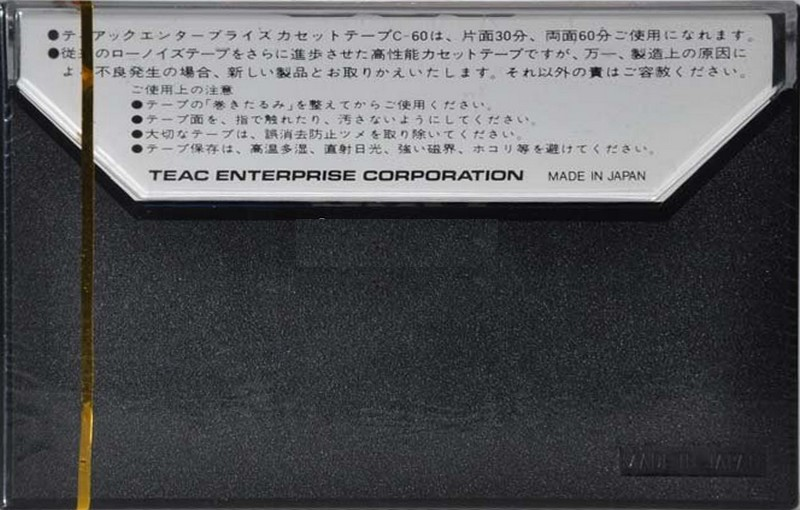 ●ティアックエンタープライズ カセットテープC-60は、片面30分、両面60分ご使用になれます。
●従来のローノイズテープをさらに進歩させた高性能カセットテープですが、万一、製造上の原因に
より不良発生の場合、新しい製品とお取りかえいたします。それ以外の責はご容赦ください。
ご使用上の注意
●テープの「巻きたるみ」を整えてからご使用ください。
●テープ面を、指で触れたり、汚さないようにしてください。
●大切なテープは、誤消去防止ツメを取り除いてください。
●テープ保存は、高温多湿、直射日光、強い磁界、ホコリ等を避けてください。
TEAC ENTERPRISE CORPORATION MADE IN JAPAN
MADE IN JAPAN